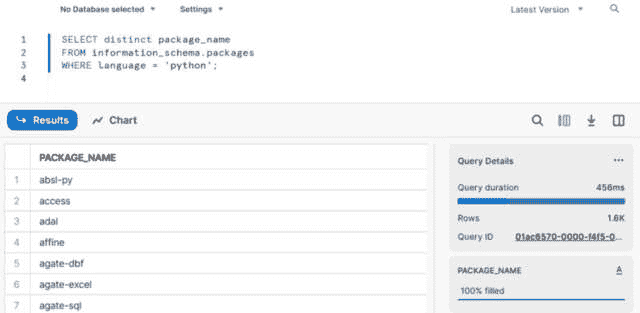 No Database selected Settings Latest Version
1 SELECT distinct package_name
2 FROM information_schema.packages
3 WHERE language = 'python';
4
Results Chart
PACKAGE_NAME
1 absl-py
2 access
3 adal
4 affine
5 agate-dbf
6 agate-excel
7 agate-sql
Query Details ...
Query duration 456ms
Rows 1.6K
Query ID 01ac6570-0000-f4f5-0...
PACKAGE_NAME A
100% filled